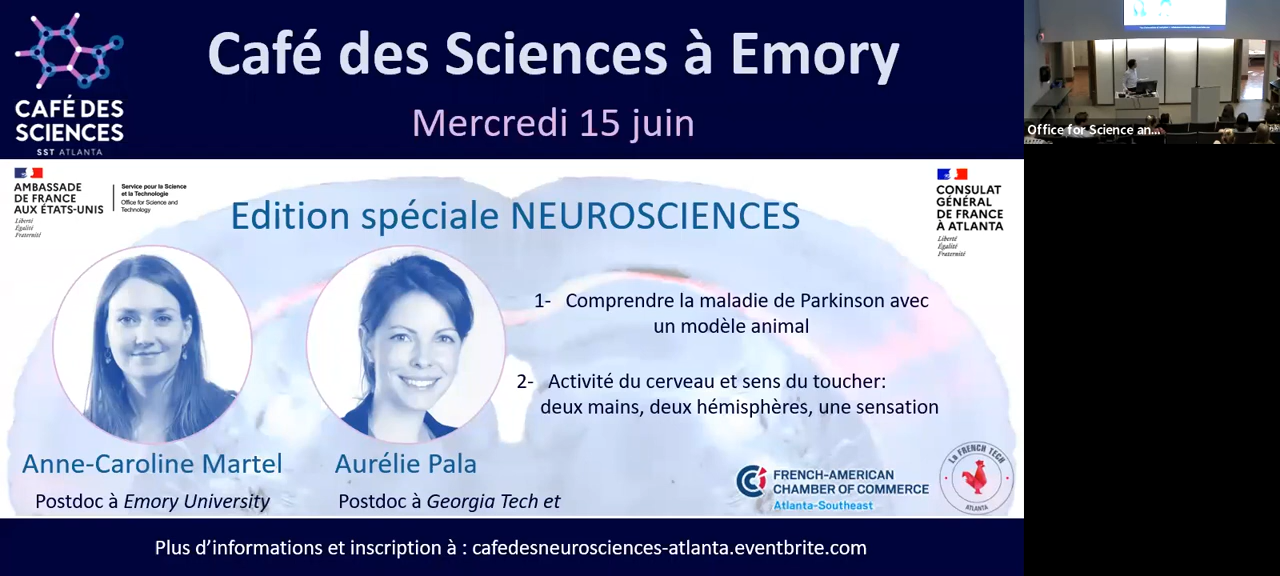 Café des Sciences à Emory
Mercredi 15 juin
CAFÉ DES
SCIENCES
SST ATLANTA
Office for Science an...
AMBASSADE
DE FRANCE
AUX ÉTATS-UNIS
Liberté
Égalité
Fraternité
Service pour la Science
et la Technologie
Office for Science and
Technology
CONSULAT
GÉNÉRAL
DE FRANCE
À ATLANTA
Liberté
Égalité
Fraternité
Edition spéciale NEUROSCIENCES
1- Comprendre la maladie de Parkinson avec
un modèle animal
2- Activité du cerveau et sens du toucher:
deux mains, deux hémisphères, une sensation
Anne-Caroline Martel
Postdoc à Emory University
Aurélie Pala
Postdoc à Georgia Tech et
FRENCH-AMERICAN
CHAMBER OF COMMERCE
Atlanta-Southeast
LA FRENCH TECH
ATLANTA
Plus d'informations et inscription à : cafedesneurosciences-atlanta.eventbrite.com